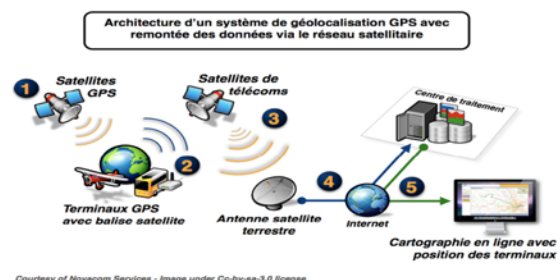 Architecture d'un système de géolocalisation GPS avec
remontée des données via le réseau satellitaire
1
Satellites
GPS
Satellites de
télécoms
3
Centre de traitement
2
Terminaux GPS
avec balise satellite
Antenne satellite
terrestre
4
Internet
5
Cartographie en ligne avec
position des terminaux
Courtesy of Novacom Services - Image under Cc-by-sa-3.0 license